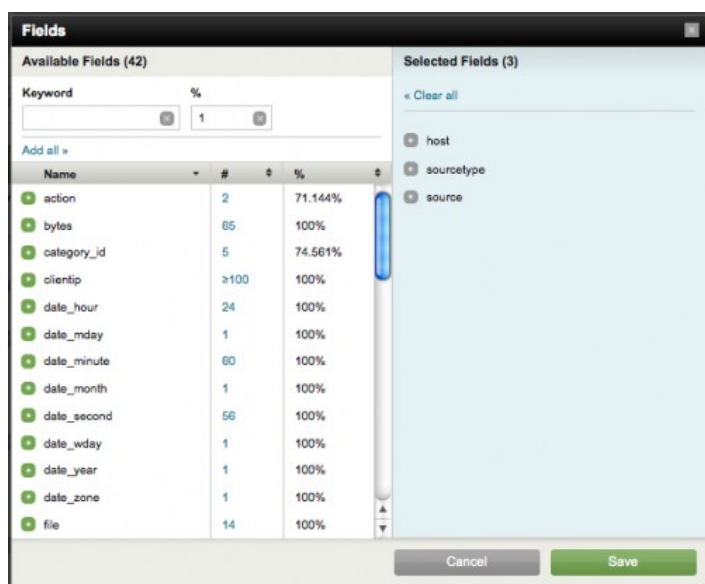 Fields
Available Fields (42)
Keyword %
1
Add all »
Name # %
action 2 71.144%
bytes 65 100%
category_id 5 74.561%
clientip ≥100 100%
date_hour 24 100%
date_mday 1 100%
date_minute 60 100%
date_month 1 100%
date_second 56 100%
date_wday 1 100%
date_year 1 100%
date_zone 1 100%
file 14 100%
Selected Fields (3)
« Clear all
host
sourcetype
source
Cancel Save